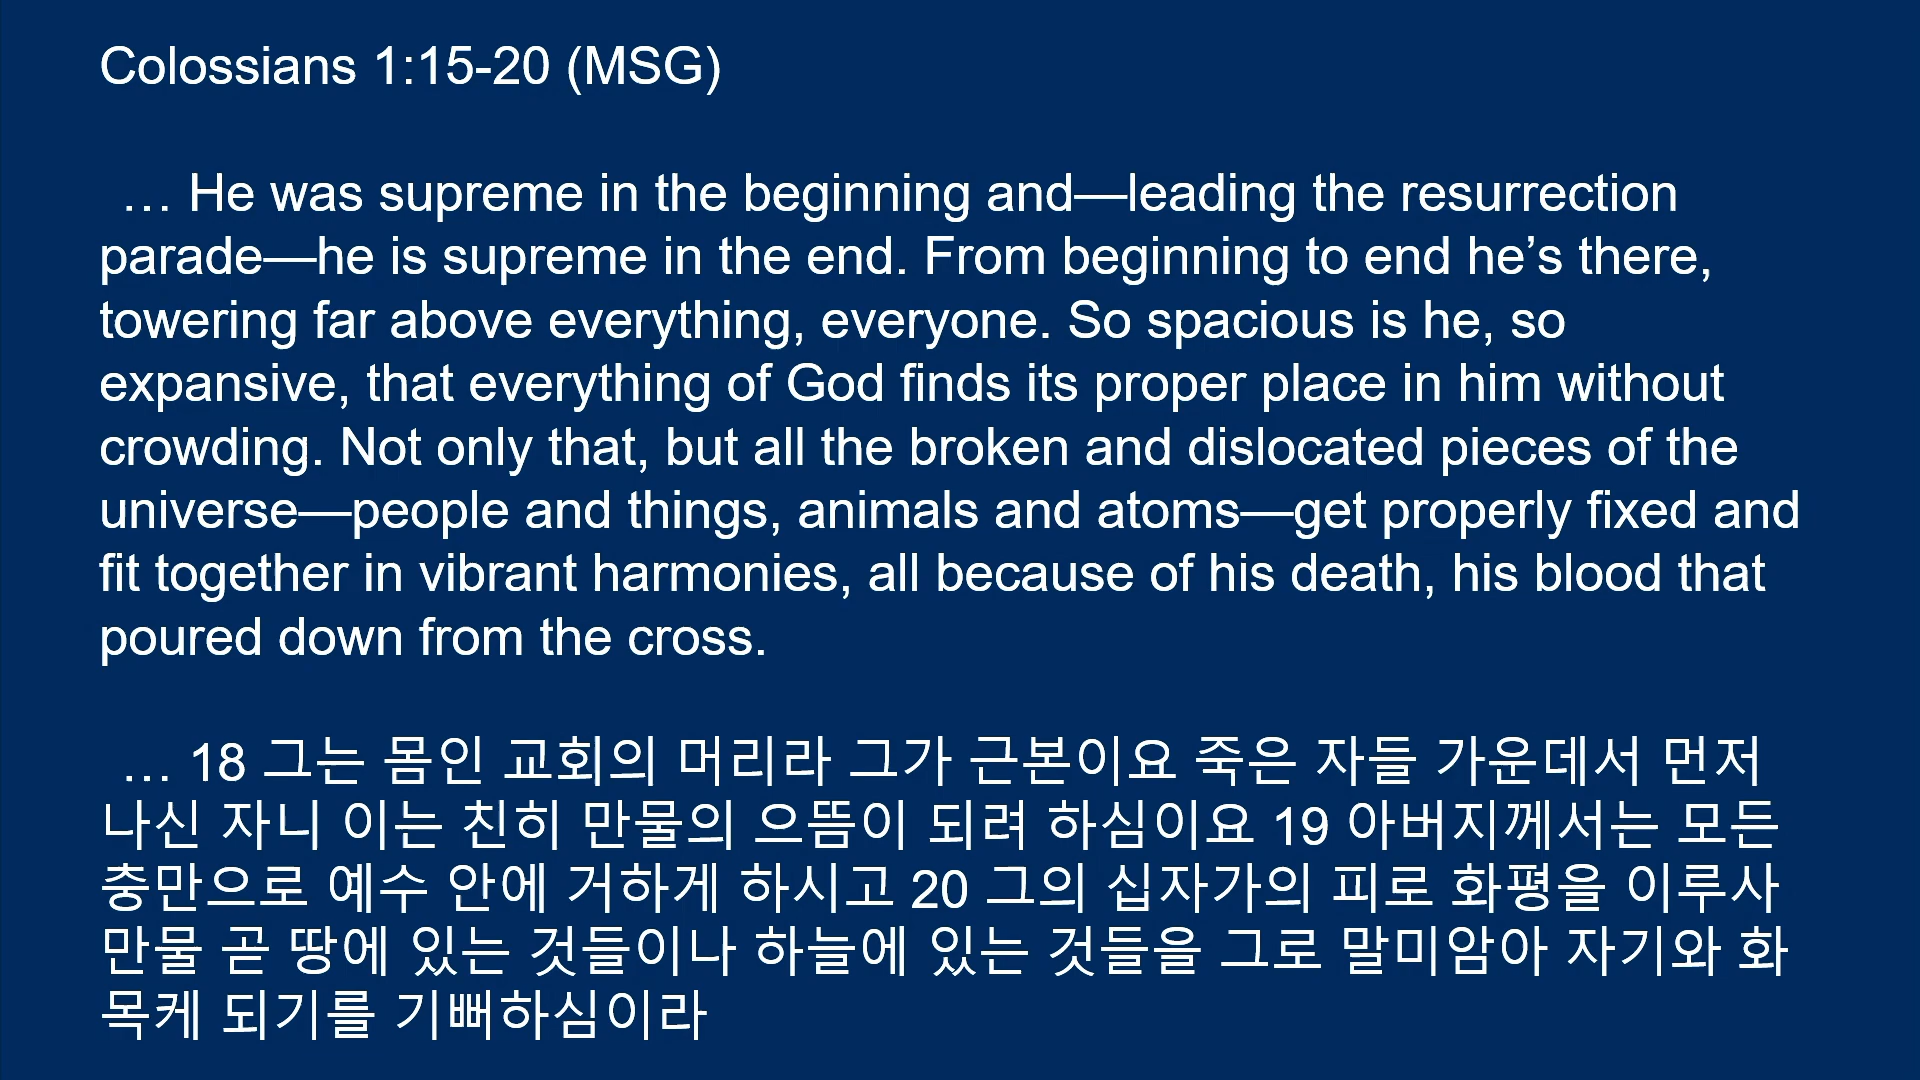 Colossians 1:15-20 (MSG)
… He was supreme in the beginning and—leading the resurrection
parade—he is supreme in the end. From beginning to end he’s there,
towering far above everything, everyone. So spacious is he, so
expansive, that everything of God finds its proper place in him without
crowding. Not only that, but all the broken and dislocated pieces of the
universe—people and things, animals and atoms—get properly fixed and
fit together in vibrant harmonies, all because of his death, his blood that
poured down from the cross.
… 18 그는 몸인 교회의 머리라 그가 근본이요 죽은 자들 가운데서 먼저
나신 자니 이는 친히 만물의 으뜸이 되려 하심이요 19 아버지께서는 모든
충만으로 예수 안에 거하게 하시고 20 그의 십자가의 피로 화평을 이루사
만물 곧 땅에 있는 것들이나 하늘에 있는 것들을 그로 말미암아 자기와 화
목케 되기를 기뻐하심이라